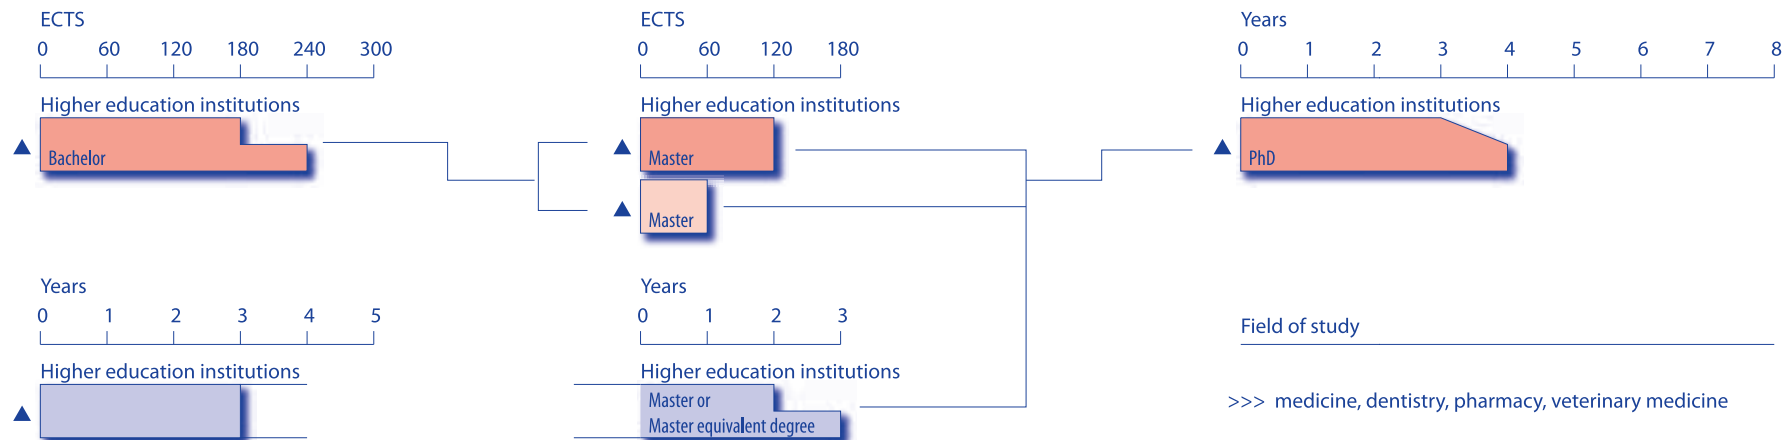 ECTS
0 60 120 180 240 300
Higher education institutions
Bachelor
ECTS
0 60 120 180
Higher education institutions
Master
Master
Years
0 1 2 3 4 5 6 7 8
Higher education institutions
PhD
Years
0 1 2 3 4 5
Higher education institutions
Years
0 1 2 3
Higher education institutions
Master or
Master equivalent degree
Field of study
>>> medicine, dentistry, pharmacy, veterinary medicine